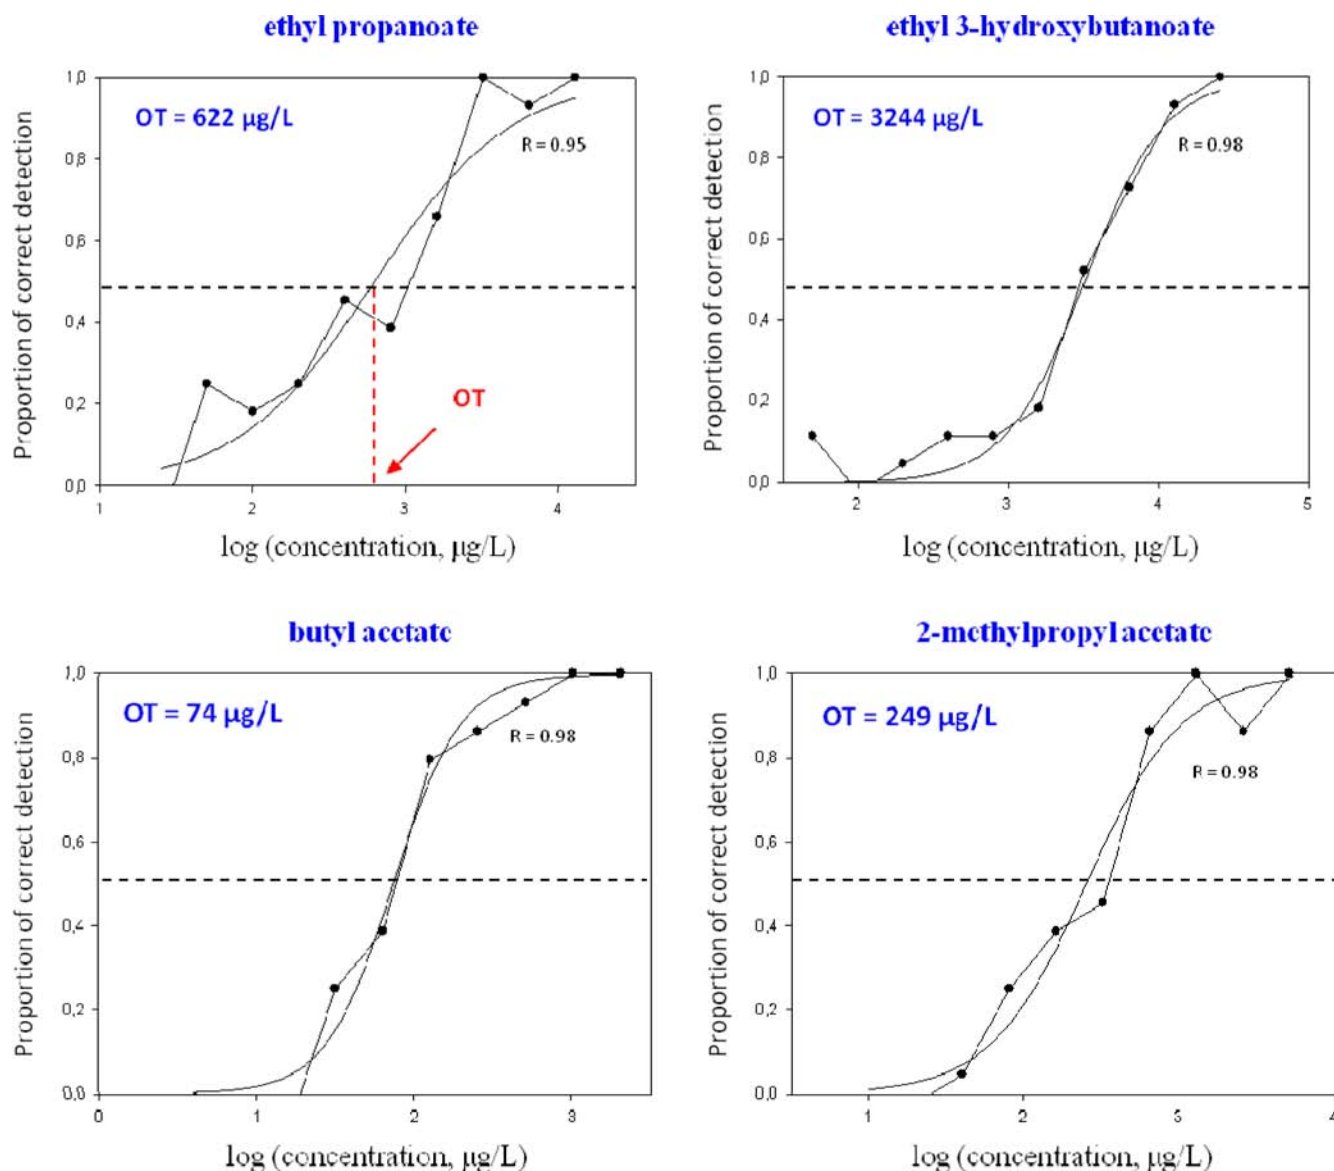 ethyl propanoate
OT = 622 µg/L
R = 0.95
OT
Proportion of correct detection
1,0
0,8
0,6
0,4
0,2
0,0
1
2
3
4
log (concentration, µg/L)
ethyl 3-hydroxybutanoate
OT = 3244 µg/L
R = 0.98
Proportion of correct detection
1,0
0,8
0,6
0,4
0,2
0,0
2
3
4
5
log (concentration, µg/L)
butyl acetate
OT = 74 µg/L
R = 0.98
Proportion of correct detection
1,0
0,8
0,6
0,4
0,2
0,0
0
1
2
3
log (concentration, µg/L)
2-methylpropyl acetate
OT = 249 µg/L
R = 0.98
Proportion of correct detection
1,0
0,8
0,6
0,4
0,2
0,0
1
2
3
4
log (concentration, µg/L)